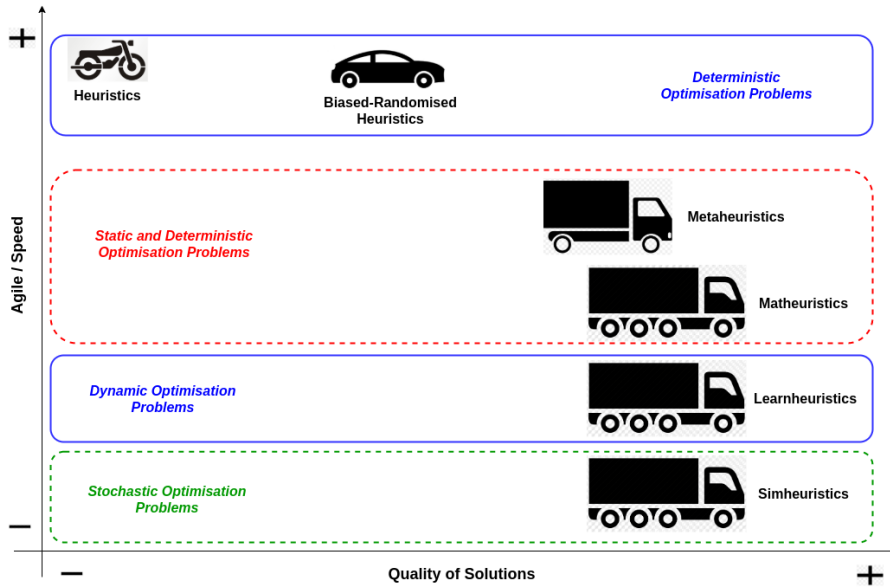 +
Heuristics
Biased-Randomised
Heuristics
Deterministic
Optimisation Problems
Static and Deterministic
Optimisation Problems
Metaheuristics
Matheuristics
Agile / Speed
Dynamic Optimisation
Problems
Learnheuristics
Stochastic Optimisation
Problems
Simheuristics
−
−
Quality of Solutions
+